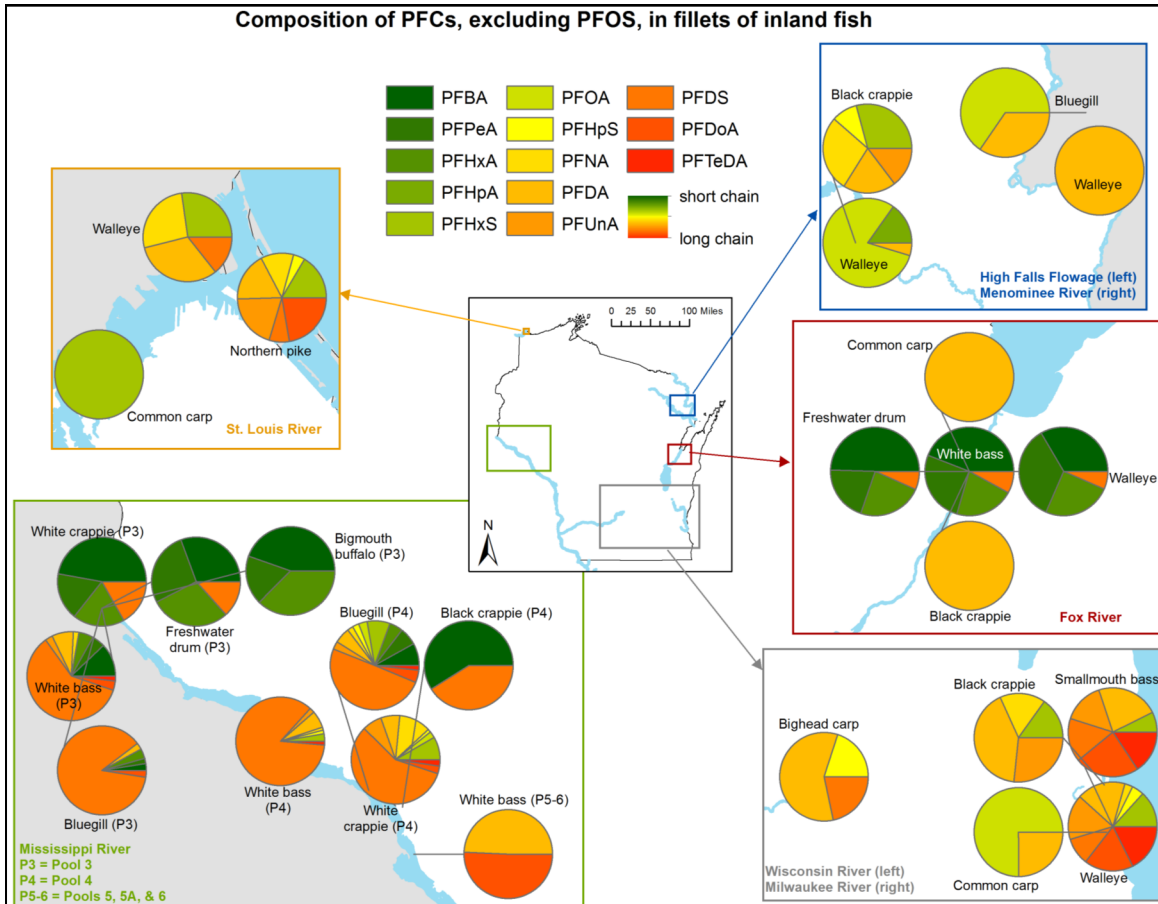 Composition of PFCs, excluding PFOS, in fillets of inland fish
PFBA
PFPeA
PFHxA
PFHpA
PFHxS
PFOA
PFHpS
PFNA
PFDA
PFUnA
PFDS
PFDoA
PFTeDA
short chain
long chain
Walleye
Northern pike
Common carp
St. Louis River
Black crappie
Bluegill
Walleye
Walleye
High Falls Flowage (left)
Menominee River (right)
0 25 50 100 Miles
N
Common carp
Freshwater drum
White bass
Walleye
Black crappie
Fox River
White crappie (P3)
Bigmouth
buffalo (P3)
Freshwater
drum (P3)
White bass
(P3)
Bluegill (P3)
Bluegill (P4)
Black crappie (P4)
White bass
(P4)
White
crappie (P4)
White bass (P5-6)
Mississippi River
P3 = Pool 3
P4 = Pool 4
P5-6 = Pools 5, 5A, & 6
Black crappie
Smallmouth bass
Bighead carp
Common carp
Walleye
Wisconsin River (left)
Milwaukee River (right)